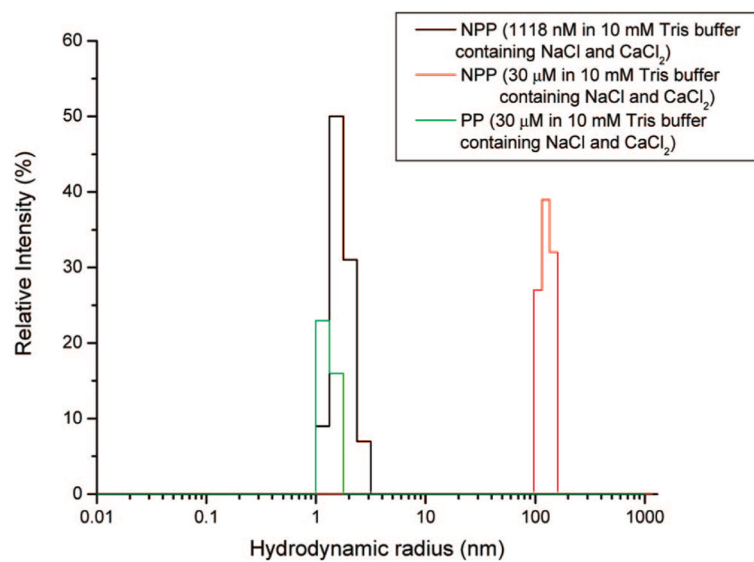 NPP (1118 nM in 10 mM Tris buffer
containing NaCl and CaCl₂)
NPP (30 μM in 10 mM Tris buffer
containing NaCl and CaCl₂)
PP (30 μM in 10 mM Tris buffer
containing NaCl and CaCl₂)
60
50
40
30
20
10
0
Relative Intensity (%)
0.01 0.1 1 10 100 1000
Hydrodynamic radius (nm)